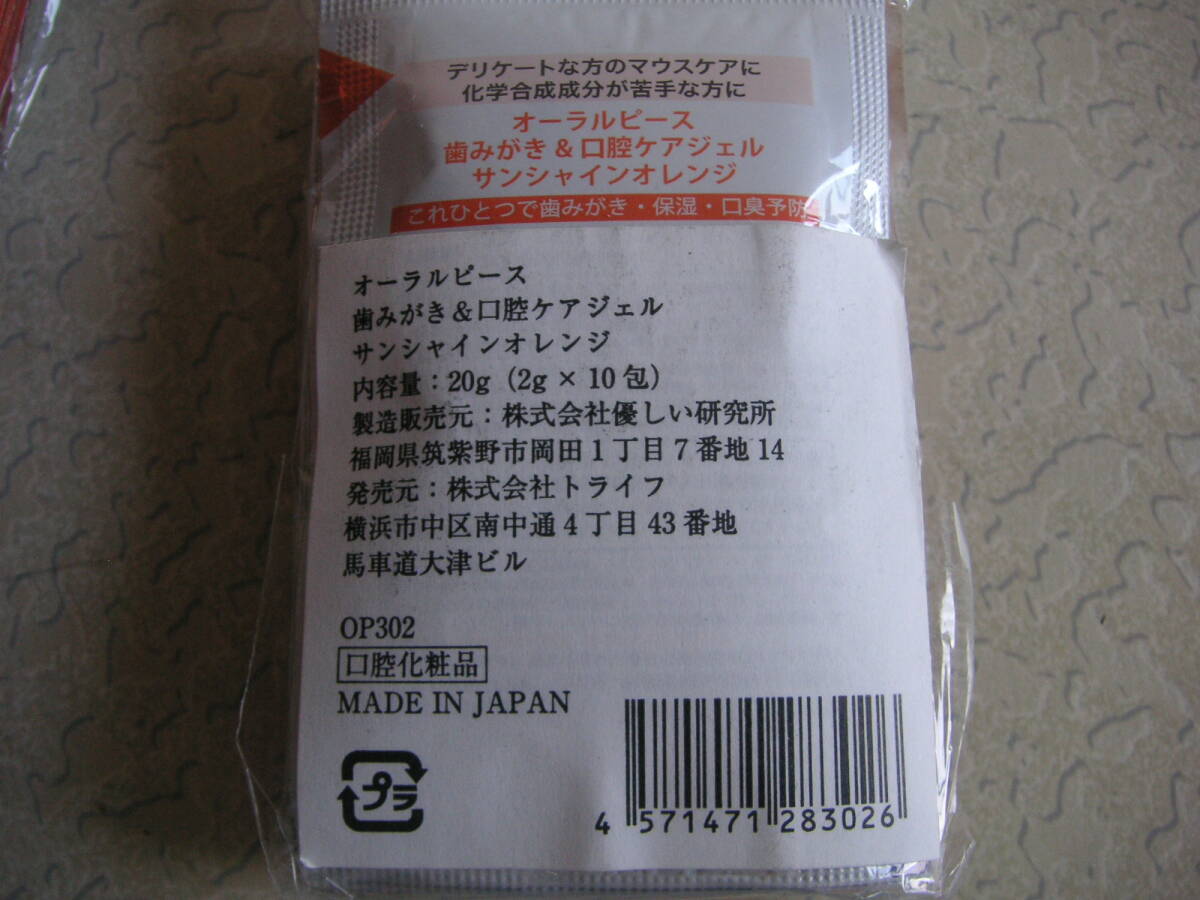 デリケートな方のマウスケアに
化学合成成分が苦手な方に
オーラルピース
歯みがき＆口腔ケアジェル
サンシャインオレンジ
これひとつで歯みがき・保湿・口臭予防
オーラルピース
歯みがき＆口腔ケアジェル
サンシャインオレンジ
内容量：20g（2g × 10包）
製造販売元：株式会社優しい研究所
福岡県筑紫野市岡田1丁目7番地14
発売元：株式会社トライフ
横浜市中区南仲通4丁目43番地
馬車道大津ビル
OP302
口腔化粧品
MADE IN JAPAN
プラ
4 571471 283026